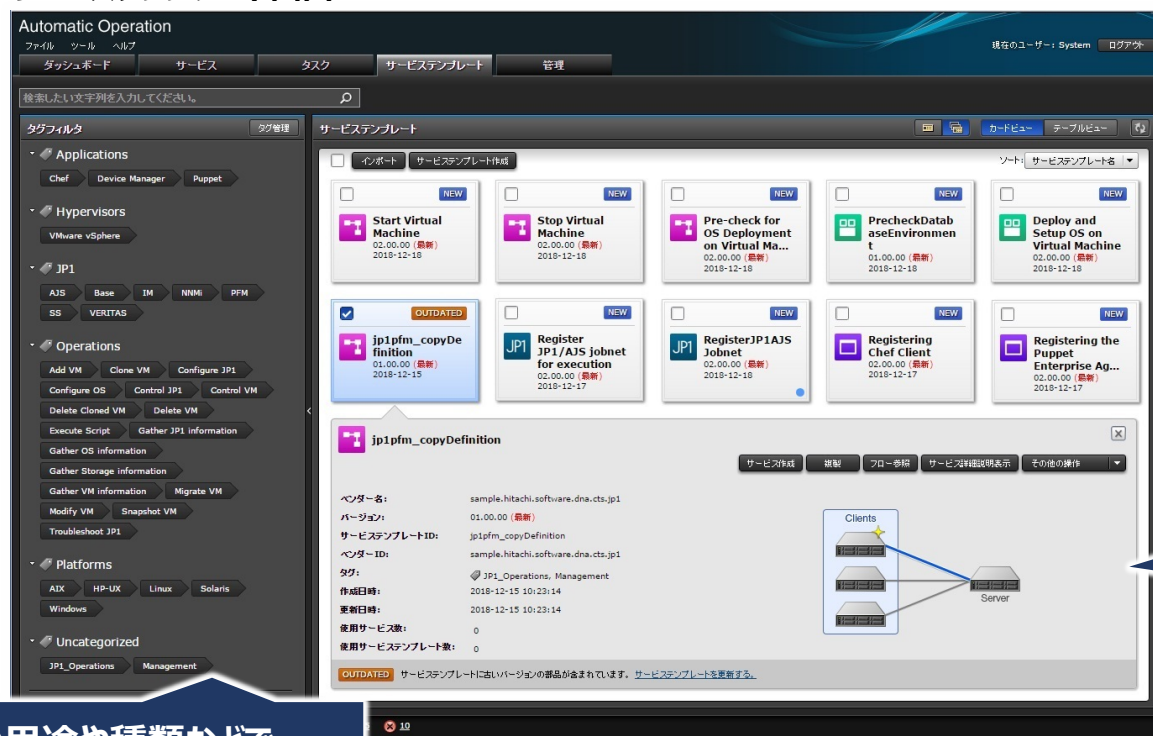 Automatic Operation
ファイル ツール ヘルプ
現在のユーザー: System ログアウト
ダッシュボード サービス タスク サービステンプレート 管理
検索したい文字列を入力してください。
タグフィルタ タグ管理
Applications
Chef Device Manager Puppet
Hypervisors
VMware vSphere
JP1
AJS Base IM NNMi PFM
SS VERITAS
Operations
Add VM Clone VM Configure JP1
Configure OS Control JP1 Control VM
Delete Cloned VM Delete VM
Execute Script Gather JP1 information
Gather OS information
Gather Storage information
Gather VM information Migrate VM
Modify VM Snapshot VM
Troubleshoot JP1
Platforms
AIX HP-UX Linux Solaris
Windows
Uncategorized
JP1_Operations Management
サービステンプレート カードビュー テーブルビュー
インポート サービステンプレート作成 ソート: サービステンプレート名
NEW
Start Virtual
Machine
02.00.00 (最新)
2018-12-18
NEW
Stop Virtual
Machine
02.00.00 (最新)
2018-12-18
NEW
Pre-check for
OS Deployment
on Virtual Ma...
02.00.00 (最新)
2018-12-18
NEW
PrecheckDatab
aseEnvironmen
t
01.00.00 (最新)
2018-12-18
NEW
Deploy and
Setup OS on
Virtual Machine
02.00.00 (最新)
2018-12-18
OUTDATED
jp1pfm_copyDe
finition
01.00.00 (最新)
2018-12-15
NEW
JP1
Register
JP1/AJS jobnet
for execution
02.00.00 (最新)
2018-12-17
NEW
JP1
RegisterJP1AJS
Jobnet
02.00.00 (最新)
2018-12-18
NEW
Registering
Chef Client
02.00.00 (最新)
2018-12-17
NEW
Registering the
Puppet
Enterprise Ag...
02.00.00 (最新)
2018-12-17
jp1pfm_copyDefinition
サービス作成 複製 フロー参照 サービス詳細説明表示 その他の操作
ベンダー名: sample.hitachi.software.dna.cts.jp1
バージョン: 01.00.00 (最新)
サービステンプレートID: jp1pfm_copyDefinition
ベンダーID: sample.hitachi.software.dna.cts.jp1
タグ: JP1_Operations, Management
作成日時: 2018-12-15 10:23:14
更新日時: 2018-12-15 10:23:14
使用サービス数: 0
使用サービステンプレート数: 0
Clients
Server
OUTDATED サービステンプレートに古いバージョンの部品が含まれています。 サービステンプレートを更新する。
10
用途や種類などで